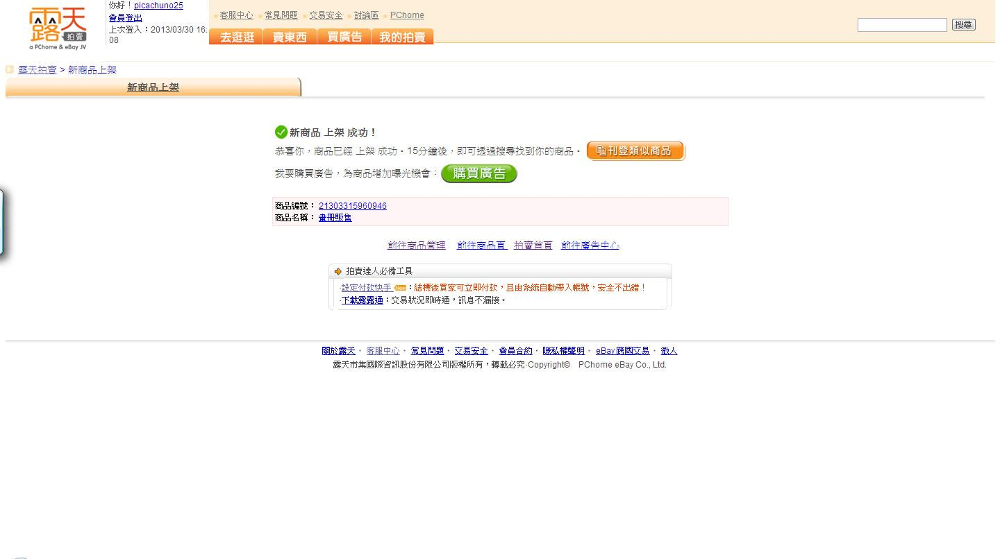 露天
拍賣
a PChome & eBay JV
你好！picachuno25
會員登出
上次登入：2013/03/30 16:
08
客服中心 常見問題 交易安全 討論區 PChome
去逛逛 賣東西 買廣告 我的拍賣
搜尋
露天拍賣 > 新商品上架
新商品上架
新商品 上架 成功！
恭喜你，商品已經 上架 成功。15分鐘後，即可透過搜尋找到你的商品。 刊登類似商品
我要購買廣告，為商品增加曝光機會： 購買廣告
商品編號： 21303315960946
商品名稱： 畫冊販售
前往商品管理 前往商品頁 拍賣首頁 前往廣告中心
拍賣達人必備工具
·設定付款快手 New：結標後買家可立即付款，且由系統自動帶入帳號，安全不出錯！
·下載露露通：交易狀況即時通，訊息不漏接。
關於露天· 客服中心· 常見問題· 交易安全· 會員合約· 隱私權聲明· eBay 跨國交易· 徵人
露天市集國際資訊股份有限公司版權所有，轉載必究·Copyright© PChome eBay Co., Ltd.